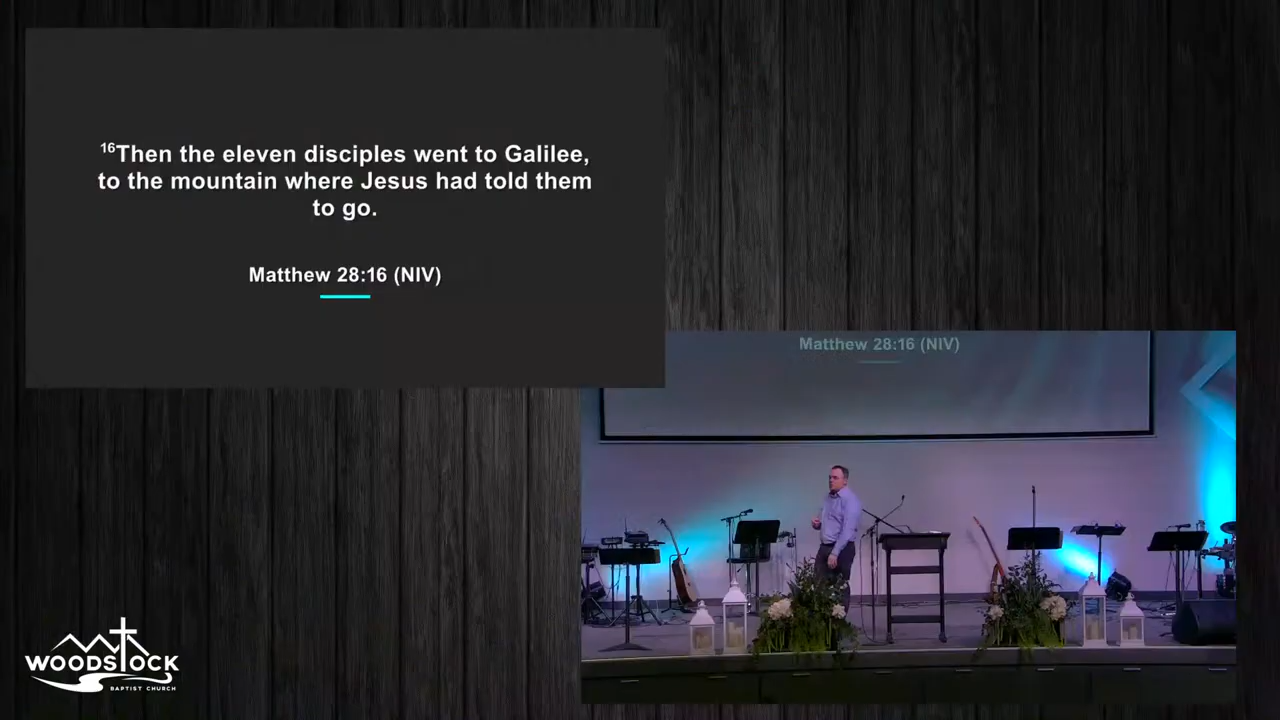 ¹⁶Then the eleven disciples went to Galilee,
to the mountain where Jesus had told them
to go.
Matthew 28:16 (NIV)
Matthew 28:16 (NIV)
WOODSTOCK
BAPTIST CHURCH